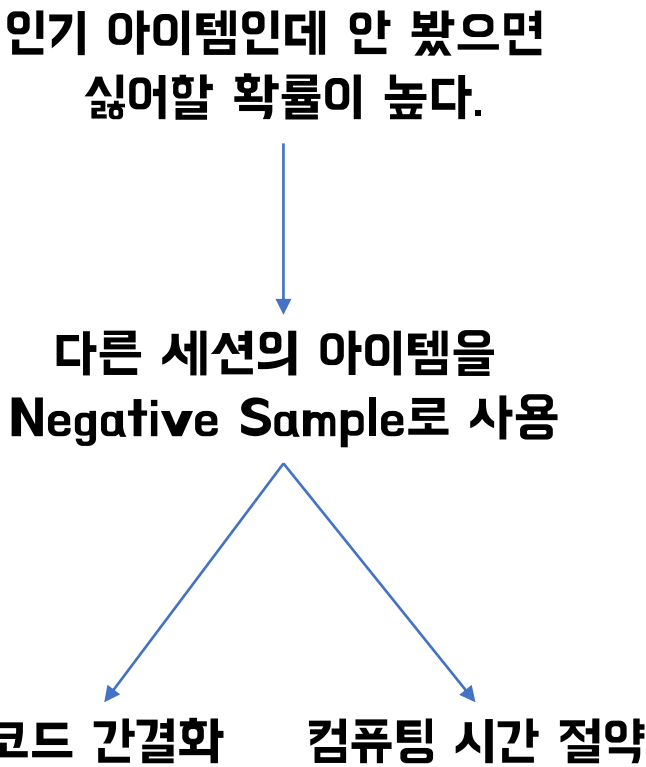 인기 아이템인데 안 봤으면
싫어할 확률이 높다.
다른 세션의 아이템을
Negative Sample로 사용
코드 간결화
컴퓨팅 시간 절약